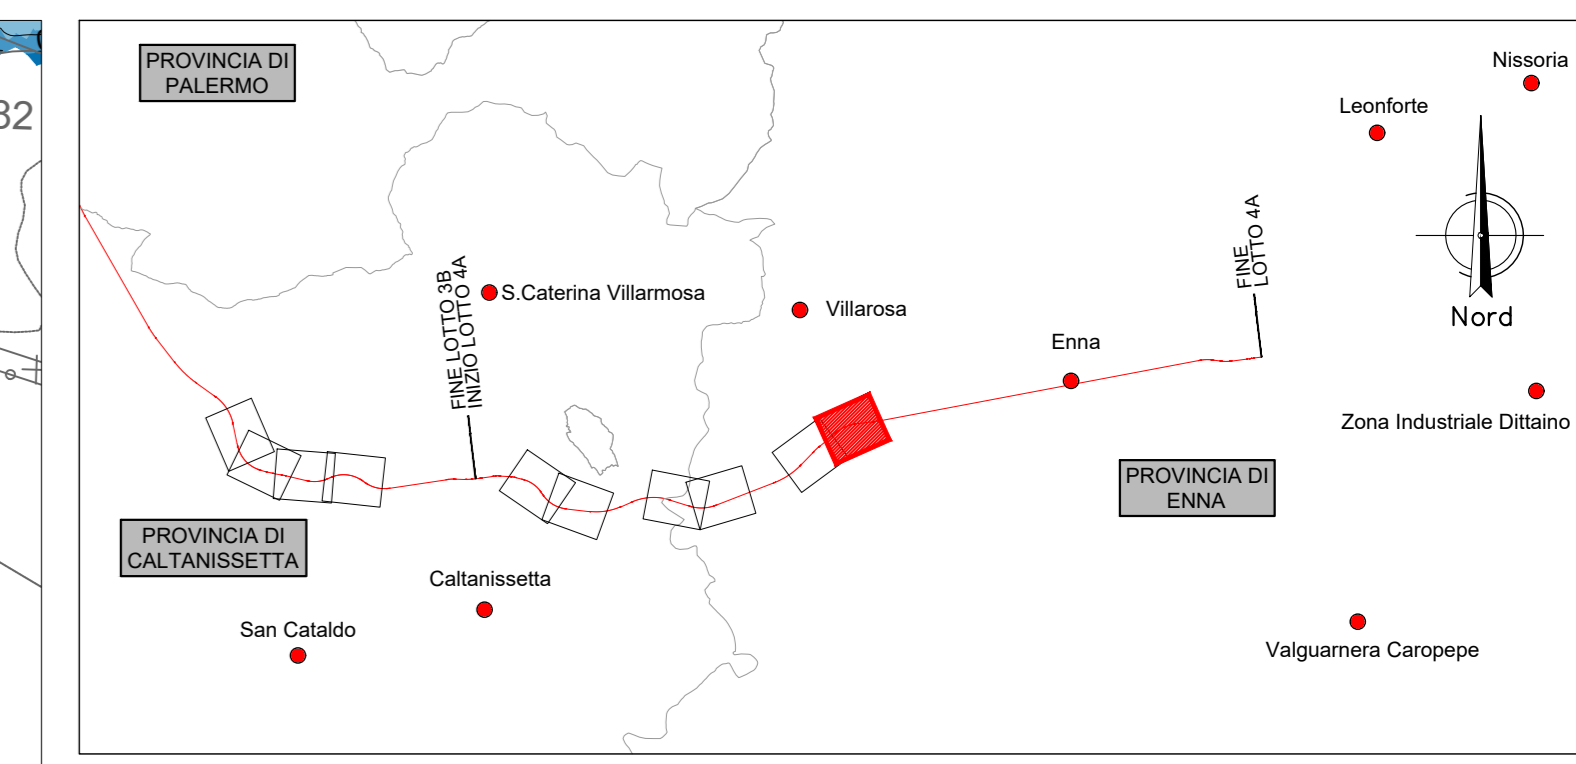 32
PROVINCIA DI
PALERMO
Nissoria
Leonforte
Nord
FINE
LOTTO 4A
FINE LOTTO 3B
INIZIO LOTTO 4A
S.Caterina Villarmosa
Villarosa
Enna
Zona Industriale Dittaino
PROVINCIA DI
ENNA
PROVINCIA DI
CALTANISSETTA
Caltanissetta
San Cataldo
Valguarnera Caropepe